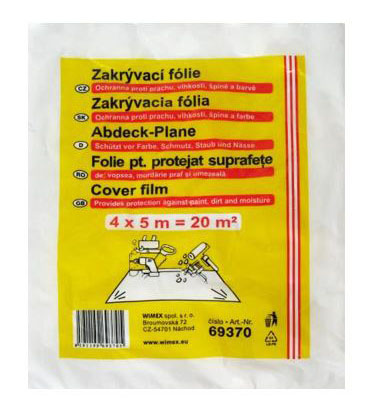 Zakrývací fólie
CZ Ochranna proti prachu, vlhkosti, špíně a barvě
Zakrývacia fólia
SK Ochranna proti prachu, vlhkosti, špine a farbe
Abdeck-Plane
D Schützt vor Farbe, Schmutz, Staub und Nässe
Folie pt. protejat suprafețe
RO de: vopsea, murdărie praf și umezeală
Cover film
GB Provides protection against paint, dirt and moisture
4 x 5 m = 20 m²
WIMEX spol. s r. o.
Broumovská 72
CZ-54701 Náchod
www.wimex.eu
číslo - Art.-Nr.
69370